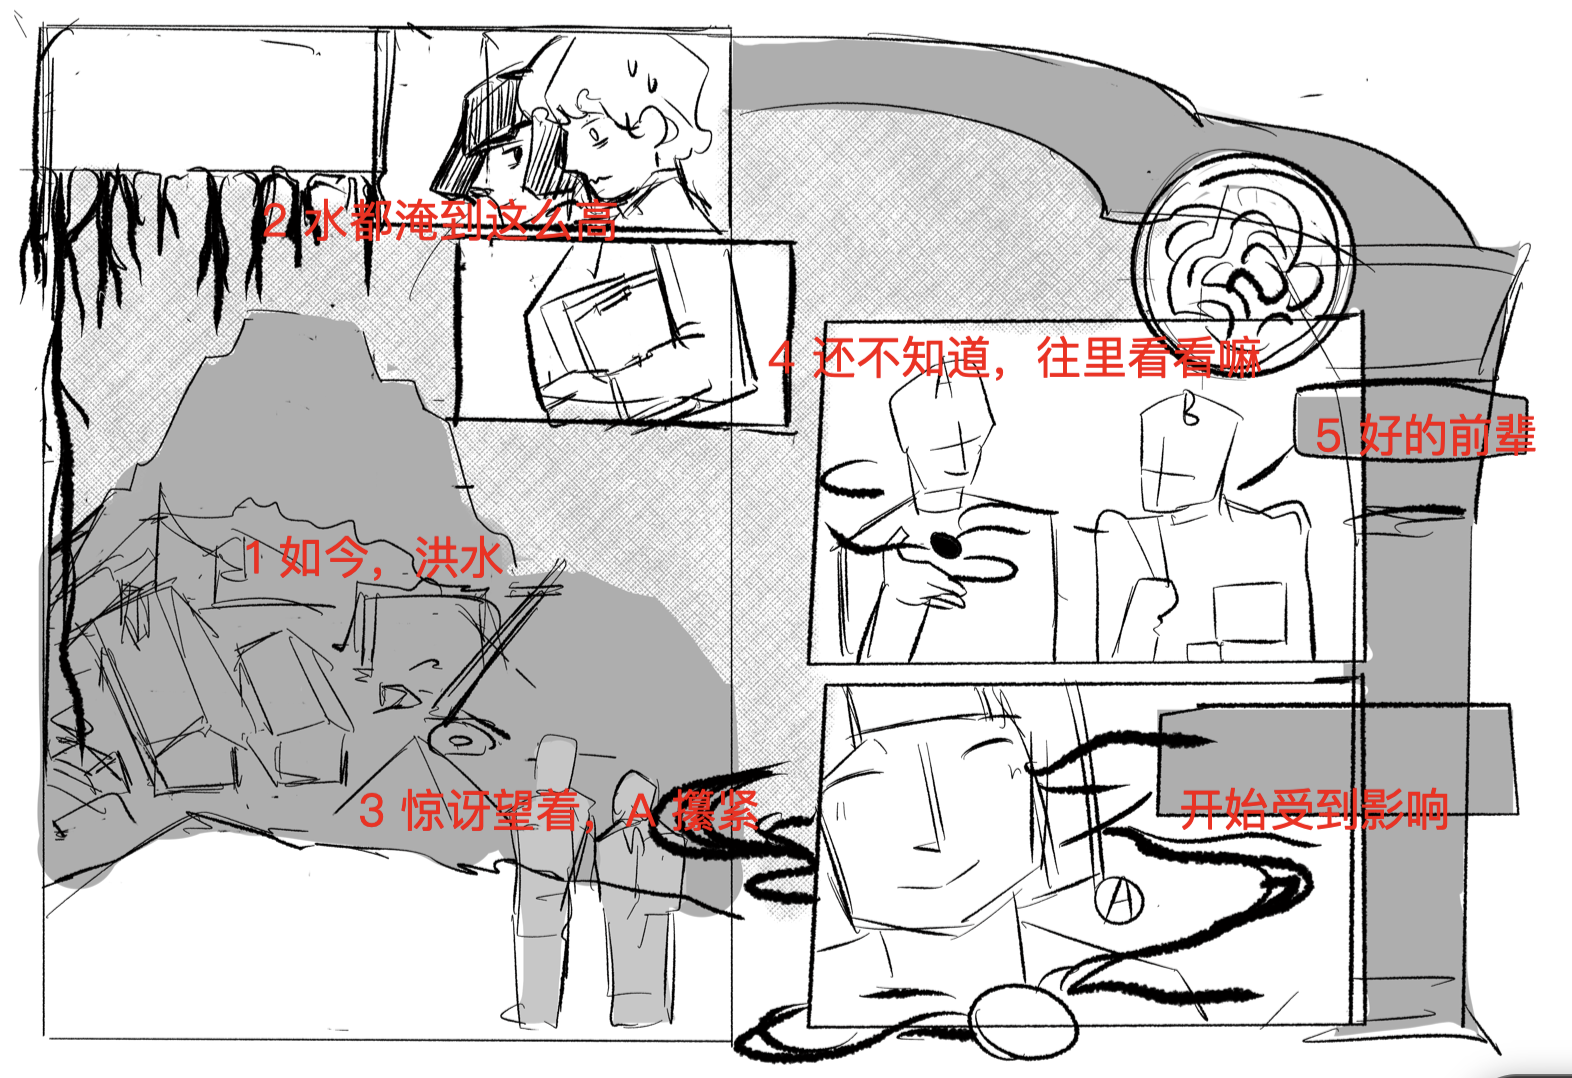 2 水都淹到这么高
4 还不知道，往里看看嘛
A
B
5 好的前辈
1 如今，洪水
3 惊讶望着，A 攥紧
开始受到影响
A